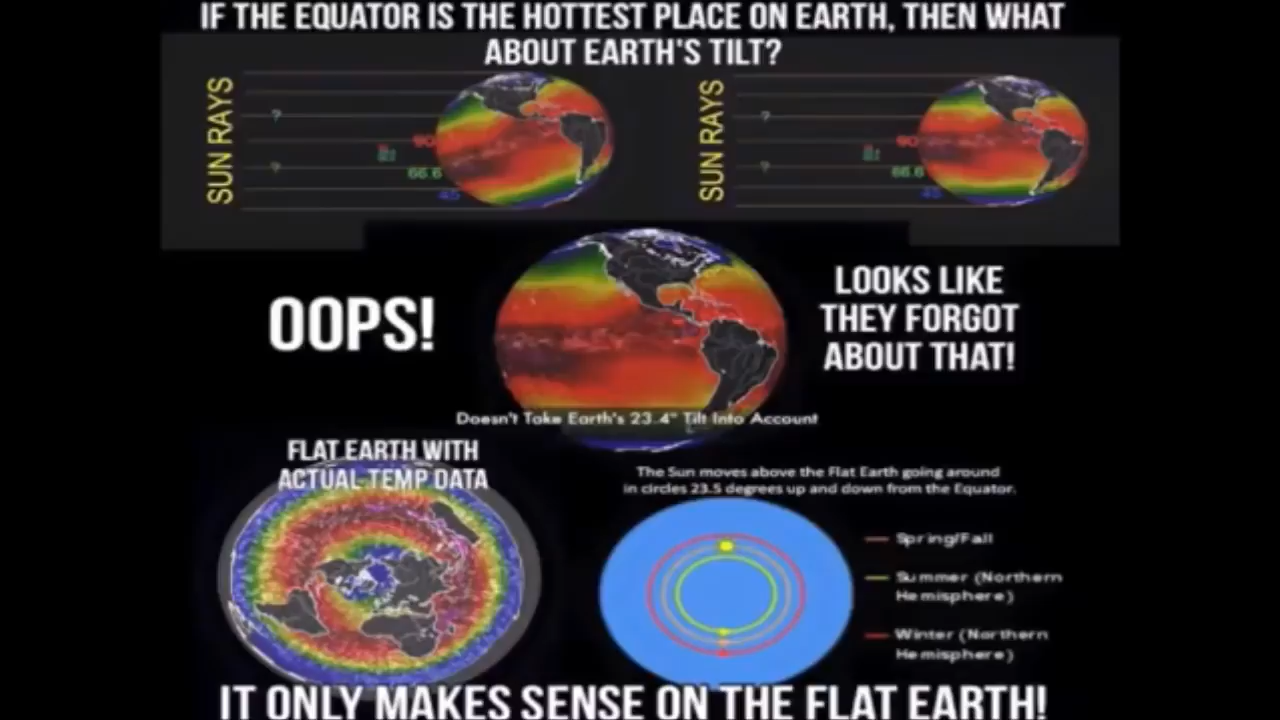 IF THE EQUATOR IS THE HOTTEST PLACE ON EARTH, THEN WHAT
ABOUT EARTH'S TILT?
SUN RAYS
?
?
90
66.6
45
SUN RAYS
?
?
90
66.6
45
OOPS!
LOOKS LIKE
THEY FORGOT
ABOUT THAT!
Doesn't Take Earth's 23.4° Tilt Into Account
FLAT EARTH WITH
ACTUAL TEMP DATA
The Sun moves above the Flat Earth going around
in circles 23.5 degrees up and down from the Equator.
Spring/Fall
Summer (Northern
Hemisphere)
Winter (Northern
Hemisphere)
IT ONLY MAKES SENSE ON THE FLAT EARTH!